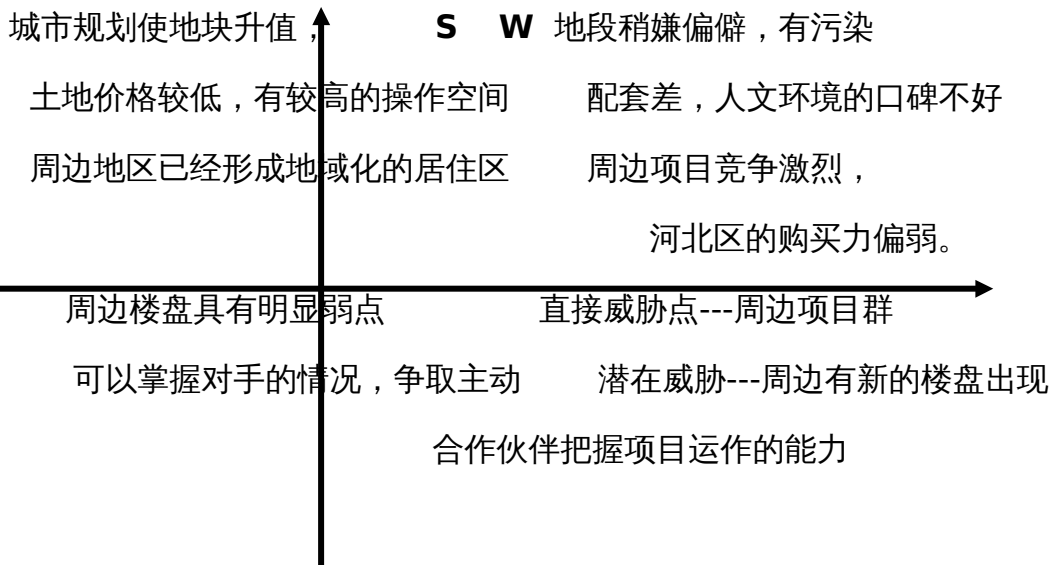 城市规划使地块升值， S W 地段稍嫌偏僻，有污染
土地价格较低，有较高的操作空间 配套差，人文环境的口碑不好
周边地区已经形成地域化的居住区 周边项目竞争激烈，
河北区的购买力偏弱。
周边楼盘具有明显弱点 直接威胁点---周边项目群
可以掌握对手的情况，争取主动 潜在威胁---周边有新的楼盘出现
合作伙伴把握项目运作的能力